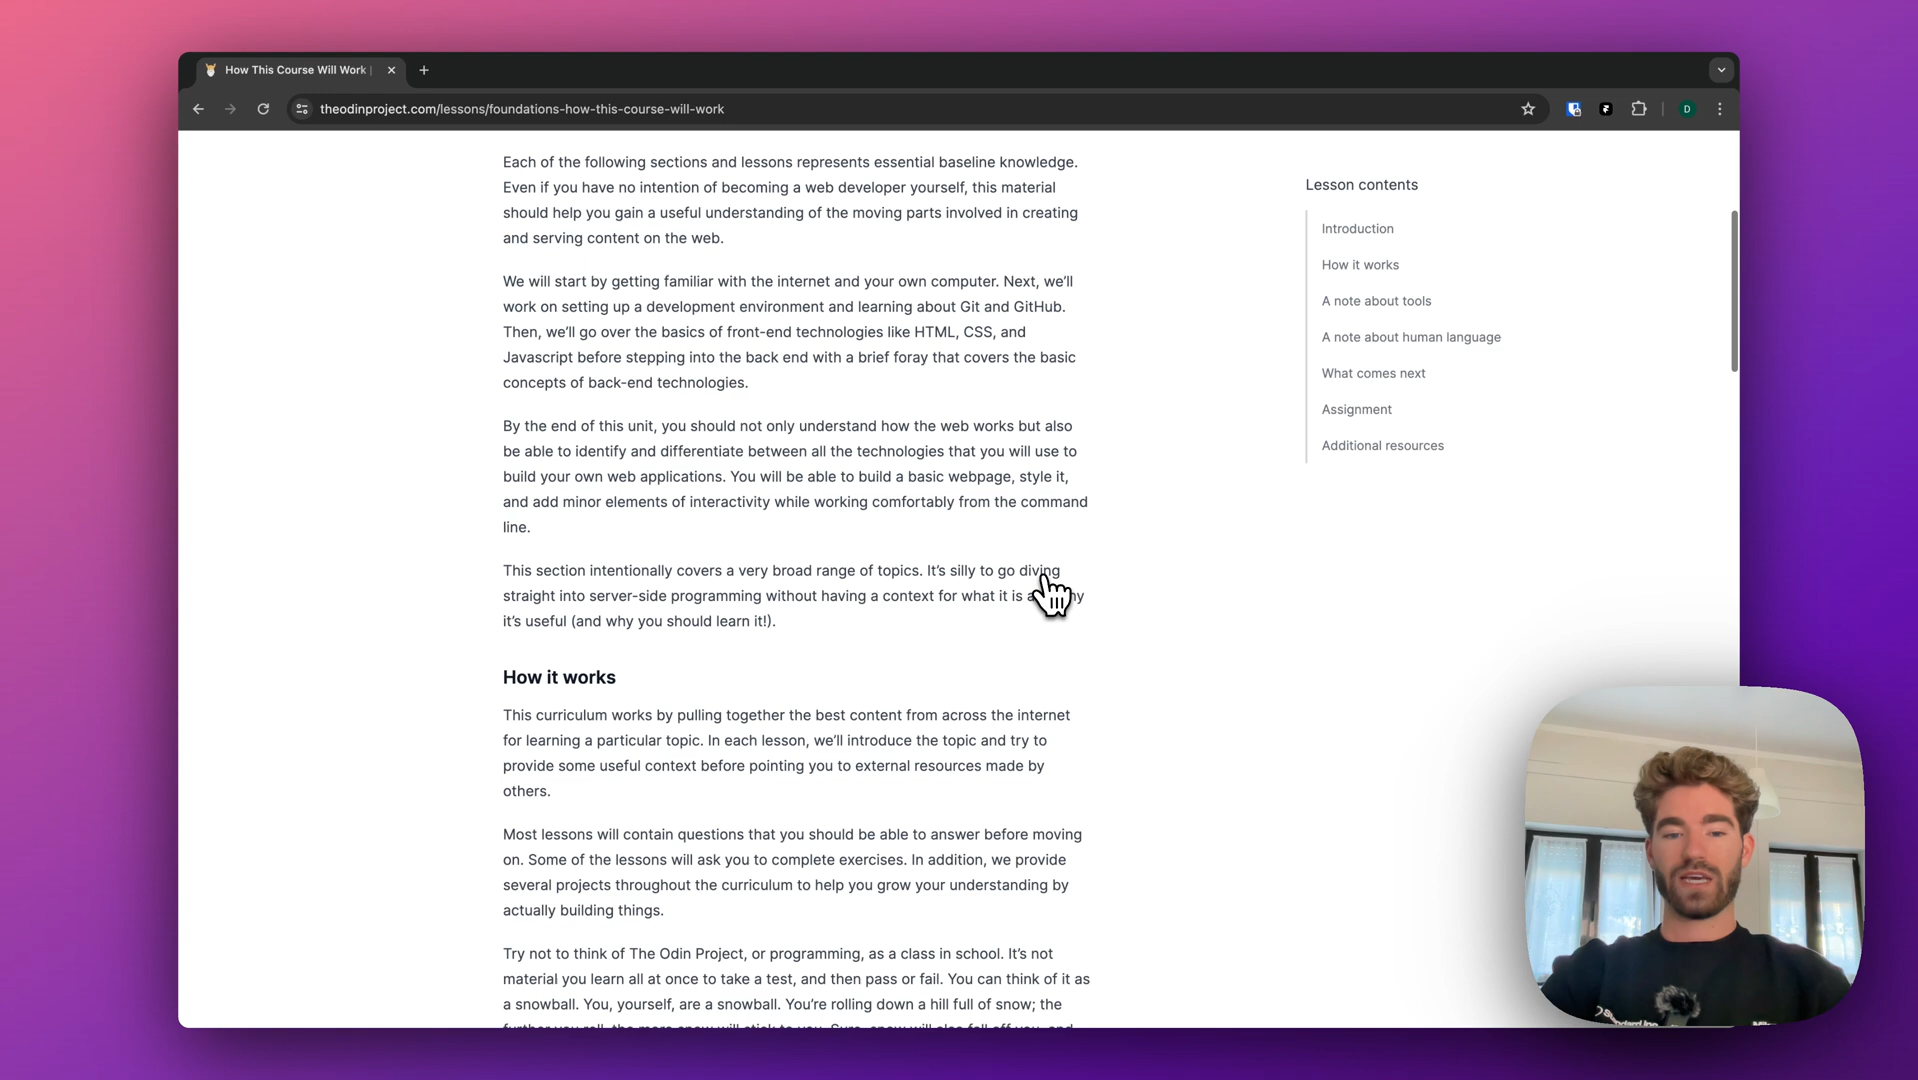 How This Course Will Work |
theodinproject.com/lessons/foundations-how-this-course-will-work
D
Each of the following sections and lessons represents essential baseline knowledge.
Even if you have no intention of becoming a web developer yourself, this material
should help you gain a useful understanding of the moving parts involved in creating
and serving content on the web.
We will start by getting familiar with the internet and your own computer. Next, we’ll
work on setting up a development environment and learning about Git and GitHub.
Then, we’ll go over the basics of front-end technologies like HTML, CSS, and
Javascript before stepping into the back end with a brief foray that covers the basic
concepts of back-end technologies.
By the end of this unit, you should not only understand how the web works but also
be able to identify and differentiate between all the technologies that you will use to
build your own web applications. You will be able to build a basic webpage, style it,
and add minor elements of interactivity while working comfortably from the command
line.
This section intentionally covers a very broad range of topics. It’s silly to go diving
straight into server-side programming without having a context for what it is
it’s useful (and why you should learn it!).
How it works
This curriculum works by pulling together the best content from across the internet
for learning a particular topic. In each lesson, we’ll introduce the topic and try to
provide some useful context before pointing you to external resources made by
others.
Most lessons will contain questions that you should be able to answer before moving
on. Some of the lessons will ask you to complete exercises. In addition, we provide
several projects throughout the curriculum to help you grow your understanding by
actually building things.
Try not to think of The Odin Project, or programming, as a class in school. It’s not
material you learn all at once to take a test, and then pass or fail. You can think of it as
a snowball. You, yourself, are a snowball. You’re rolling down a hill full of snow; the
further you roll, the more snow will stick to you. Sure, snow will also fall off you, and
Lesson contents
Introduction
How it works
A note about tools
A note about human language
What comes next
Assignment
Additional resources